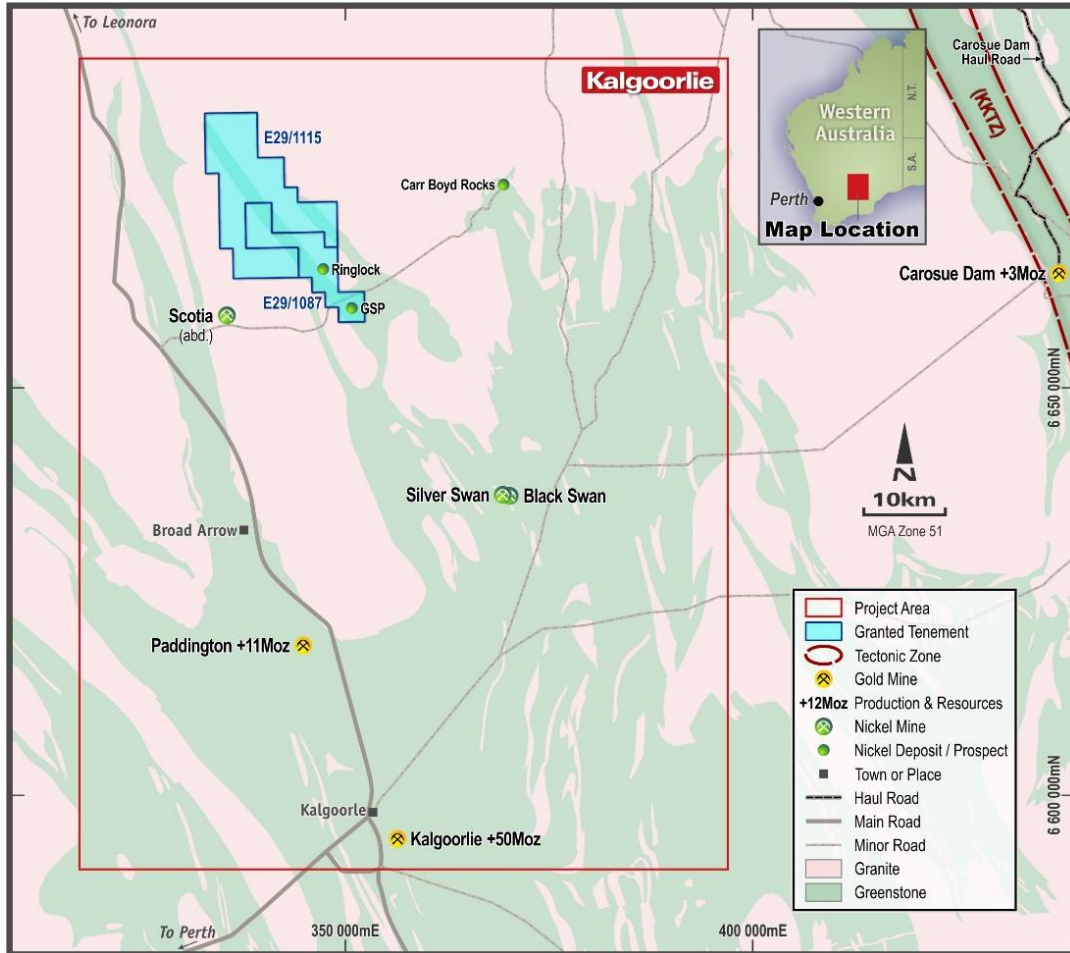 To Leonora
Kalgoorlie
Carosue Dam
Haul Road
(KKTZ)
N.T.
Western
Australia
S.A.
Perth
Map Location
E29/1115
Carr Boyd Rocks
Ringlock
E29/1087
GSP
Scotia
(abd.)
Carosue Dam +3Moz
6 650 000mN
N
10km
MGA Zone 51
Silver Swan
Black Swan
Broad Arrow
Paddington +11Moz
Kalgoorle
Kalgoorlie +50Moz
6 600 000mN
Project Area
Granted Tenement
Tectonic Zone
Gold Mine
+12Moz Production & Resources
Nickel Mine
Nickel Deposit / Prospect
Town or Place
Haul Road
Main Road
Minor Road
Granite
Greenstone
To Perth
350 000mE
400 000mE